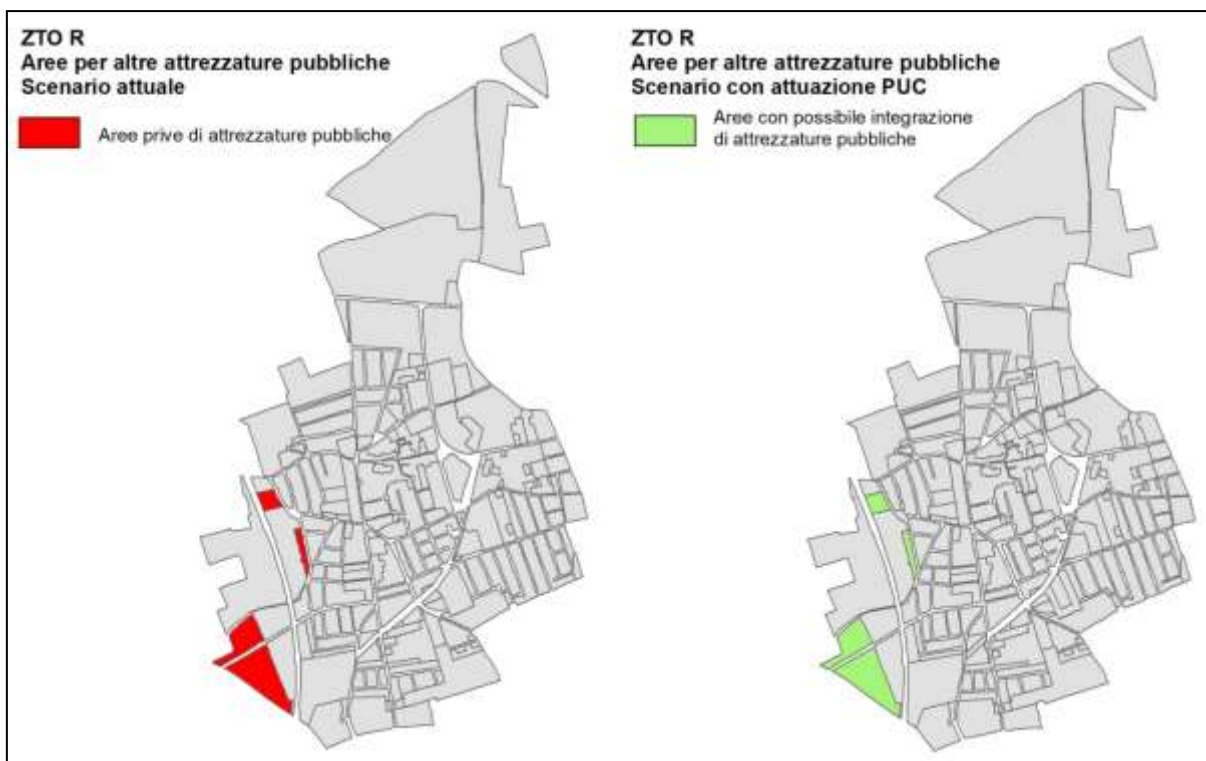 ZTO R
Aree per altre attrezzature pubbliche
Scenario attuale
Aree prive di attrezzature pubbliche
ZTO R
Aree per altre attrezzature pubbliche
Scenario con attuazione PUC
Aree con possibile integrazione
di attrezzature pubbliche